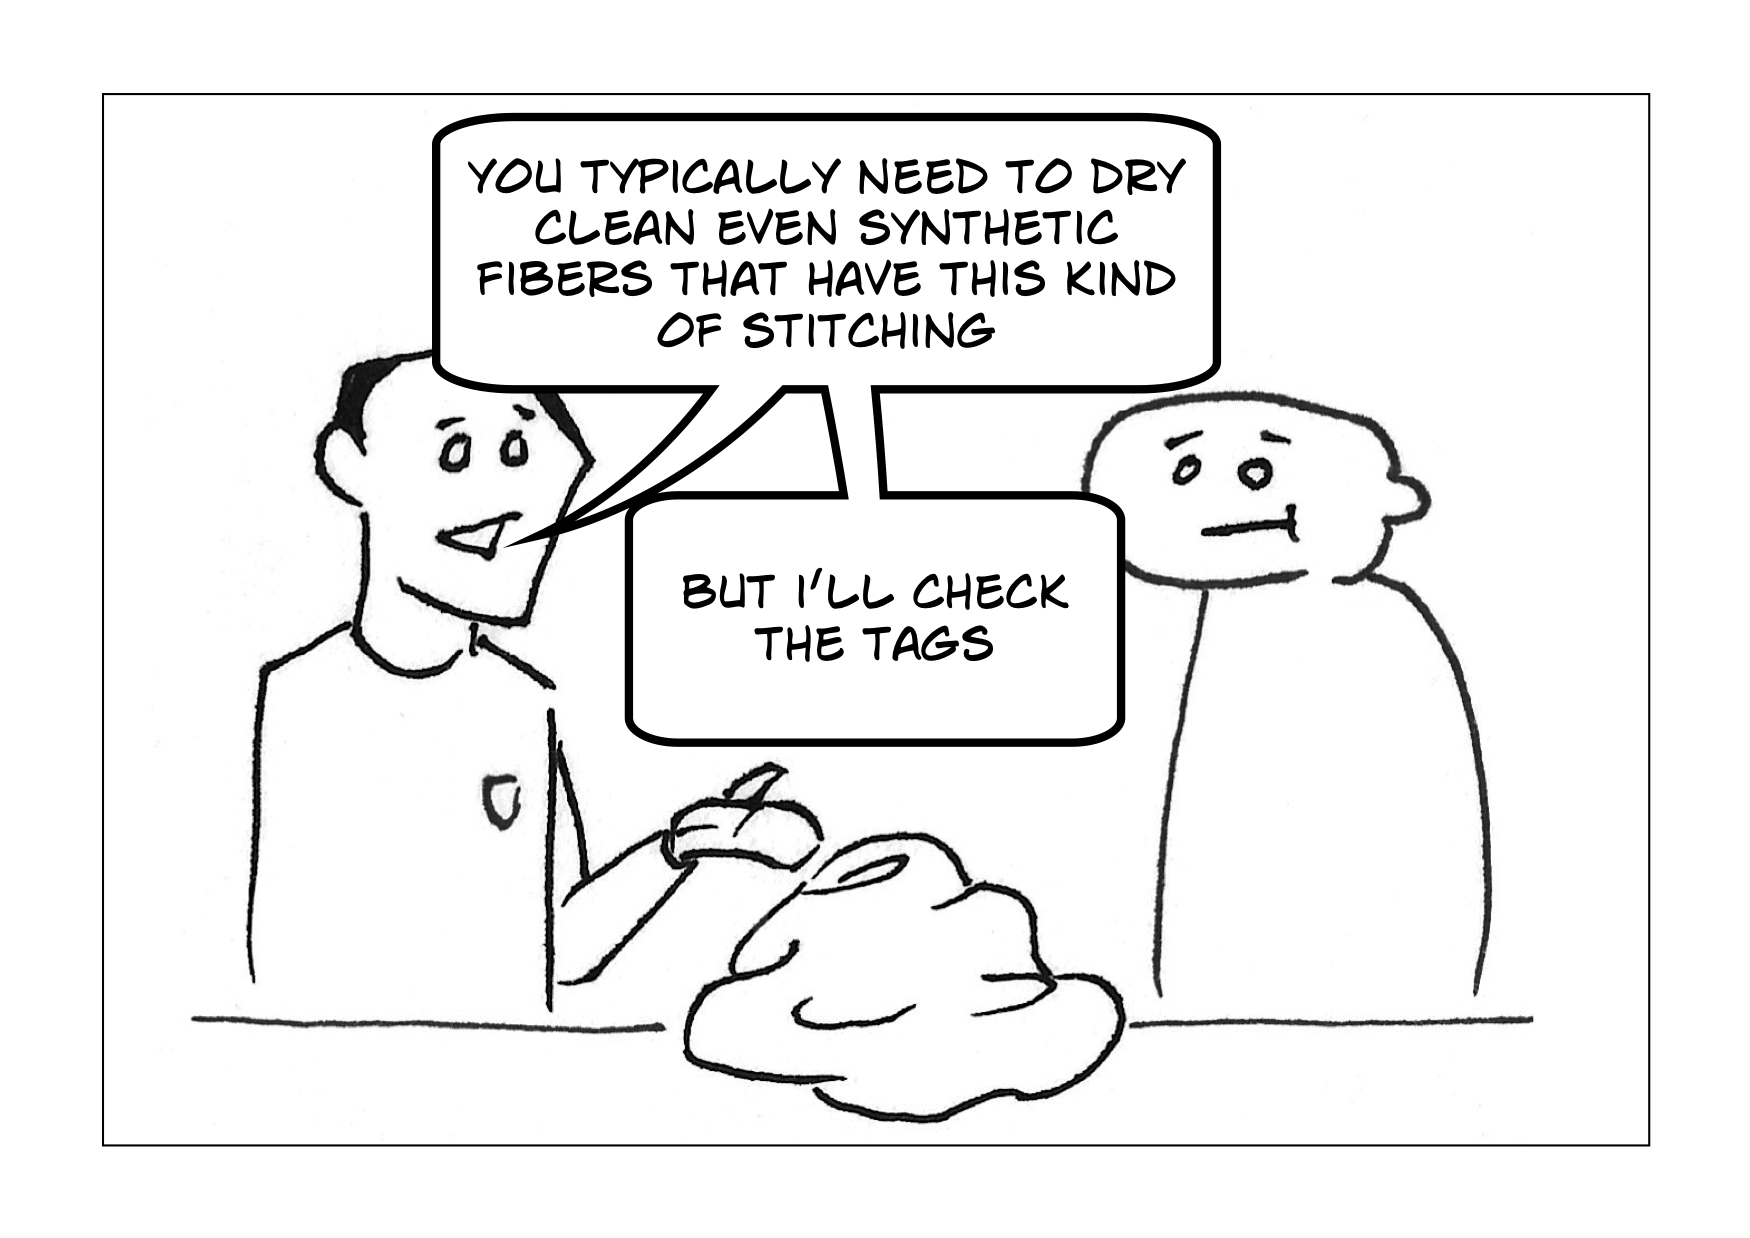 YOU TYPICALLY NEED TO DRY
CLEAN EVEN SYNTHETIC
FIBERS THAT HAVE THIS KIND
OF STITCHING
BUT I'LL CHECK
THE TAGS